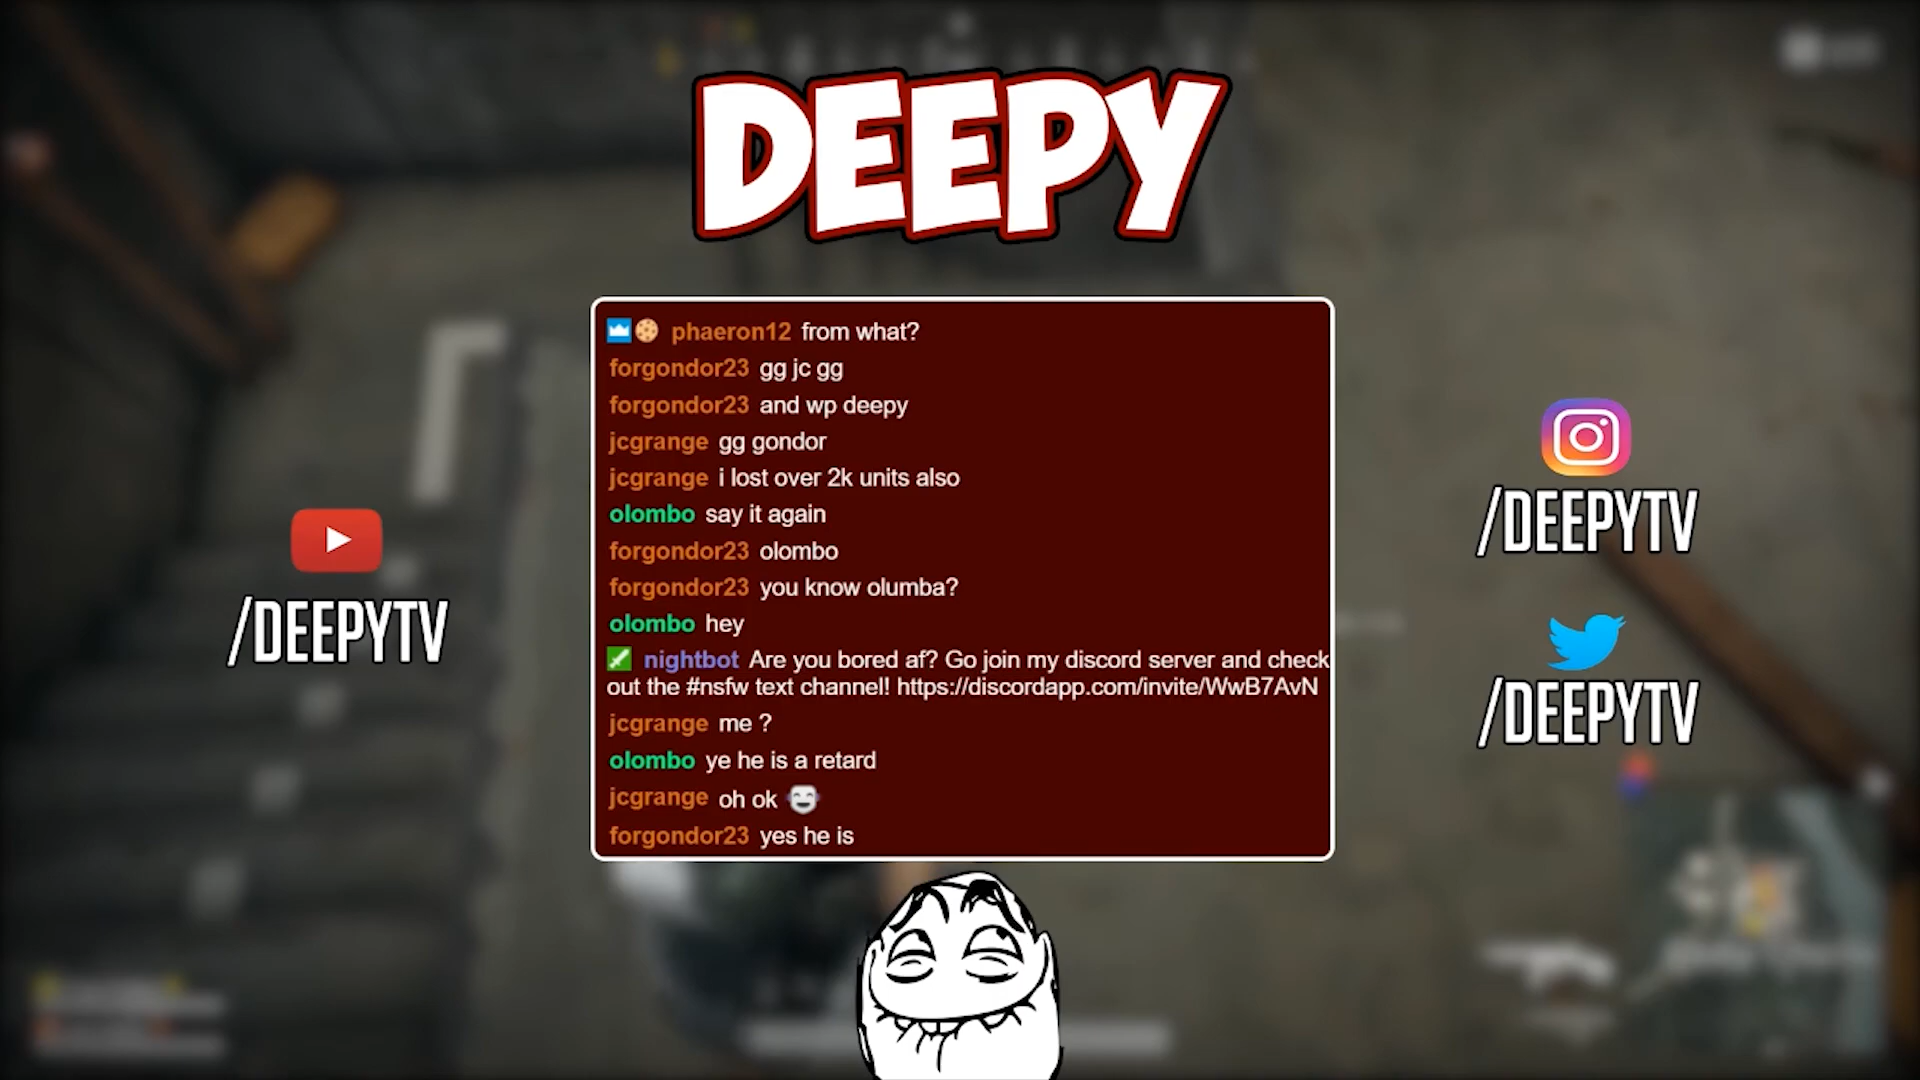 DEEPY
phaeron12 from what?
forgondor23 gg jc gg
forgondor23 and wp deepy
jcgrange gg gondor
jcgrange i lost over 2k units also
olombo say it again
forgondor23 olombo
forgondor23 you know olumba?
olombo hey
nightbot Are you bored af? Go join my discord server and check
out the #nsfw text channel! https://discordapp.com/invite/WwB7AvN
jcgrange me ?
olombo ye he is a retard
jcgrange oh ok
forgondor23 yes he is
/DEEPYTV
/DEEPYTV
/DEEPYTV